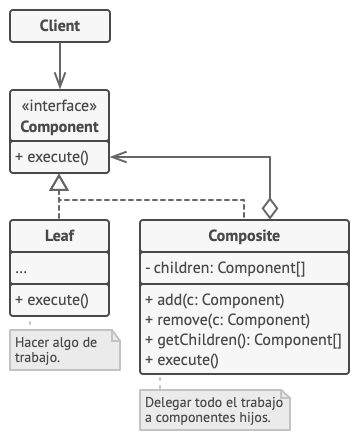 Client
«interface»
Component
+ execute()
Leaf
...
+ execute()
Hacer algo de
trabajo.
Composite
- children: Component[]
+ add(c: Component)
+ remove(c: Component)
+ getChildren(): Component[]
+ execute()
Delegar todo el trabajo
a componentes hijos.